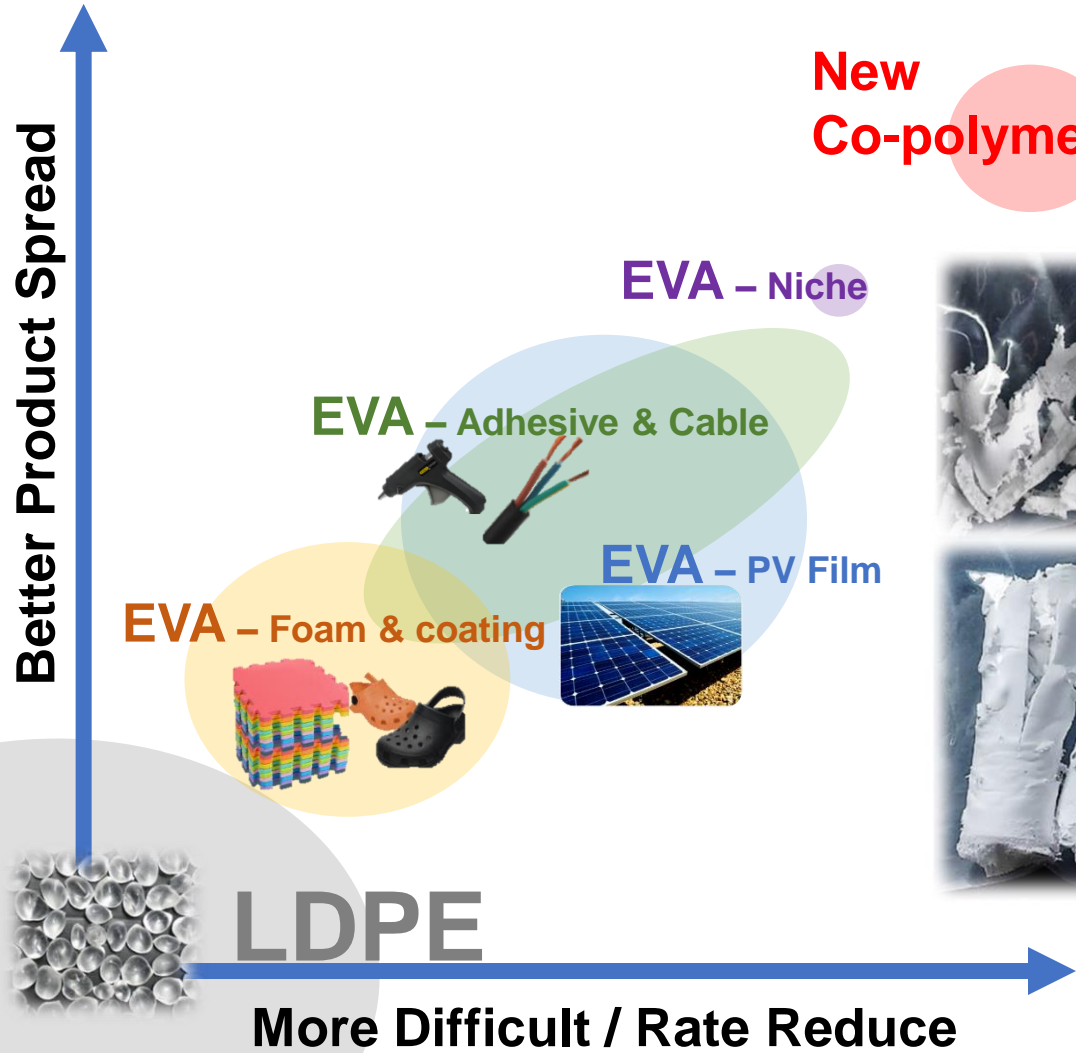 New
Co-polyme
Better Product Spread
EVA – Niche
EVA – Adhesive & Cable
EVA – PV Film
EVA – Foam & coating
LDPE
More Difficult / Rate Reduce